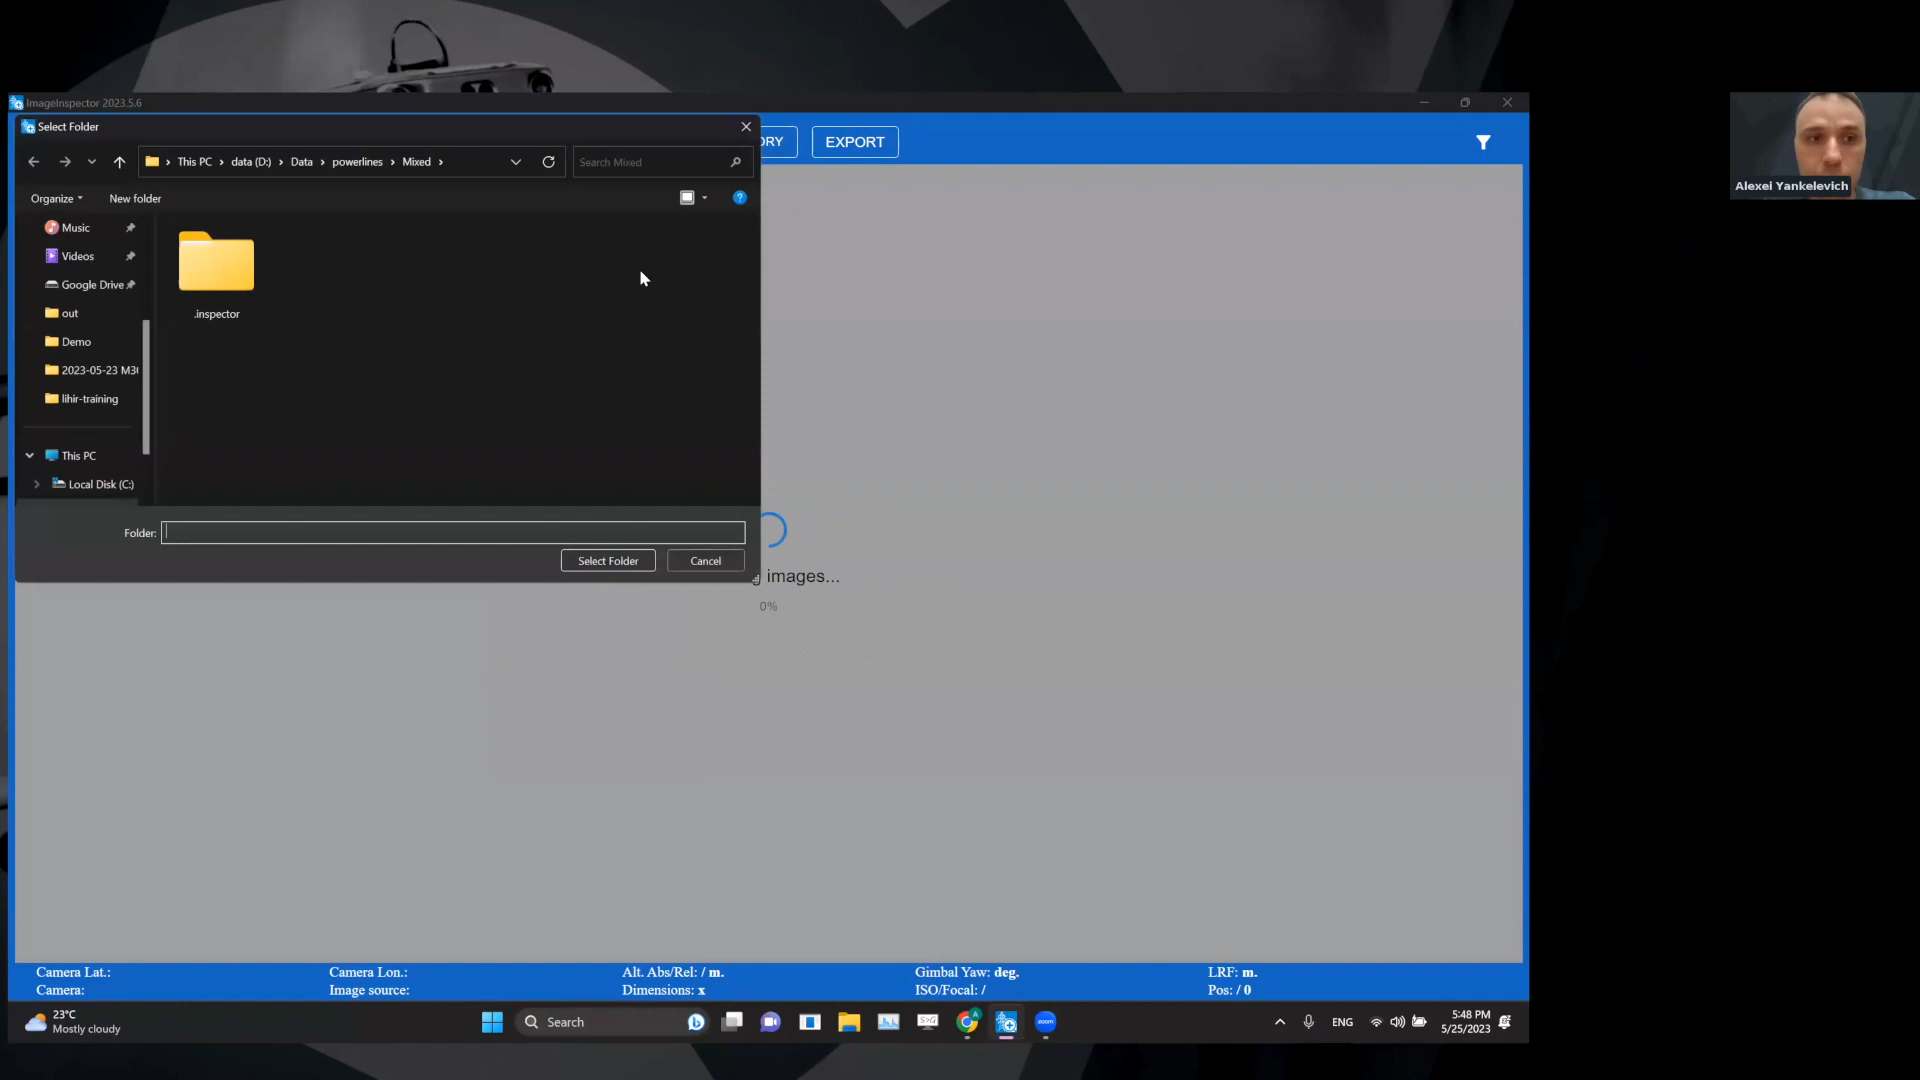 ImageInspector 2023.5.6
Select Folder
This PC > data (D:) > Data > powerlines > Mixed >
Search Mixed
ORY
EXPORT
Organize
New folder
?
Music
Videos
Google Drive
out
Demo
2023-05-23 M3
lihir-training
This PC
Local Disk (C:)
.inspector
Folder:
Select Folder
Cancel
g images...
0%
Alexei Yankelevich
Camera Lat.:
Camera Lon.:
Alt. Abs/Rel: / m.
Gimbal Yaw: deg.
LRF: m.
Camera:
Image source:
Dimensions: x
ISO/Focal: /
Pos: / 0
23°C
Mostly cloudy
Search
zoom
ENG
5:48 PM
5/25/2023